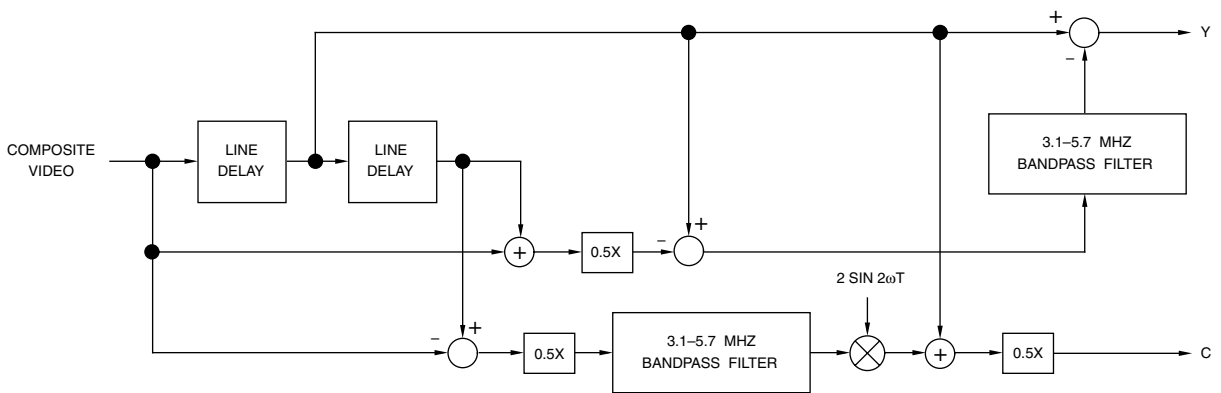 +
Y
–
COMPOSITE
VIDEO
LINE
DELAY
LINE
DELAY
3.1–5.7 MHZ
BANDPASS FILTER
+
+
0.5X
–
2 SIN 2ωT
–
+
0.5X
3.1–5.7 MHZ
BANDPASS FILTER
+
0.5X
C